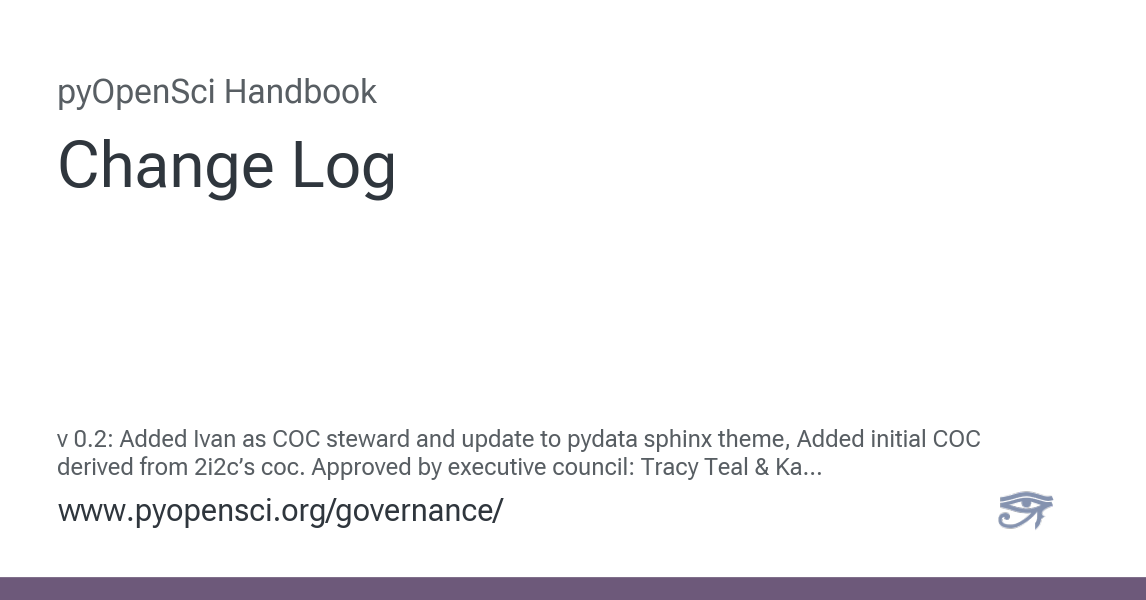 pyOpenSci Handbook
Change Log
v 0.2: Added Ivan as COC steward and update to pydata sphinx theme, Added initial COC
derived from 2i2c’s coc. Approved by executive council: Tracy Teal & Ka...
www.pyopensci.org/governance/